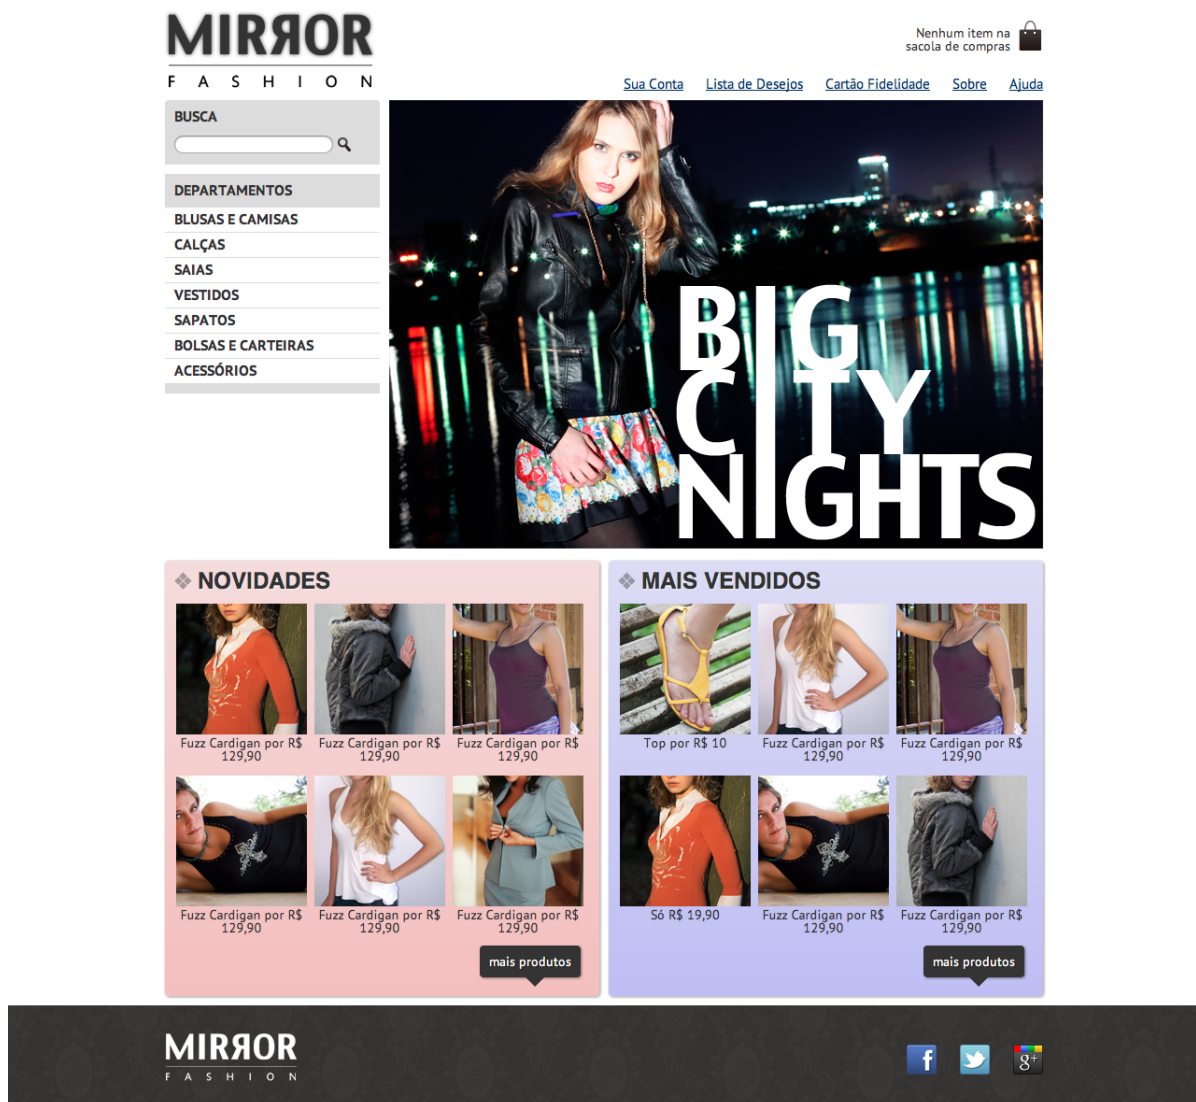 MIRROR
FASHION
Nenhum item na
sacola de compras
Sua Conta Lista de Desejos Cartão Fidelidade Sobre Ajuda
BUSCA
DEPARTAMENTOS
BLUSAS E CAMISAS
CALÇAS
SAIAS
VESTIDOS
SAPATOS
BOLSAS E CARTEIRAS
ACESSÓRIOS
BIG
CITY
NIGHTS
NOVIDADES
Fuzz Cardigan por R$
129,90
Fuzz Cardigan por R$
129,90
Fuzz Cardigan por R$
129,90
Fuzz Cardigan por R$
129,90
Fuzz Cardigan por R$
129,90
Fuzz Cardigan por R$
129,90
mais produtos
MAIS VENDIDOS
Top por R$ 10
Fuzz Cardigan por R$
129,90
Fuzz Cardigan por R$
129,90
Só R$ 19,90
Fuzz Cardigan por R$
129,90
Fuzz Cardigan por R$
129,90
mais produtos
MIRROR
FASHION
f
g+